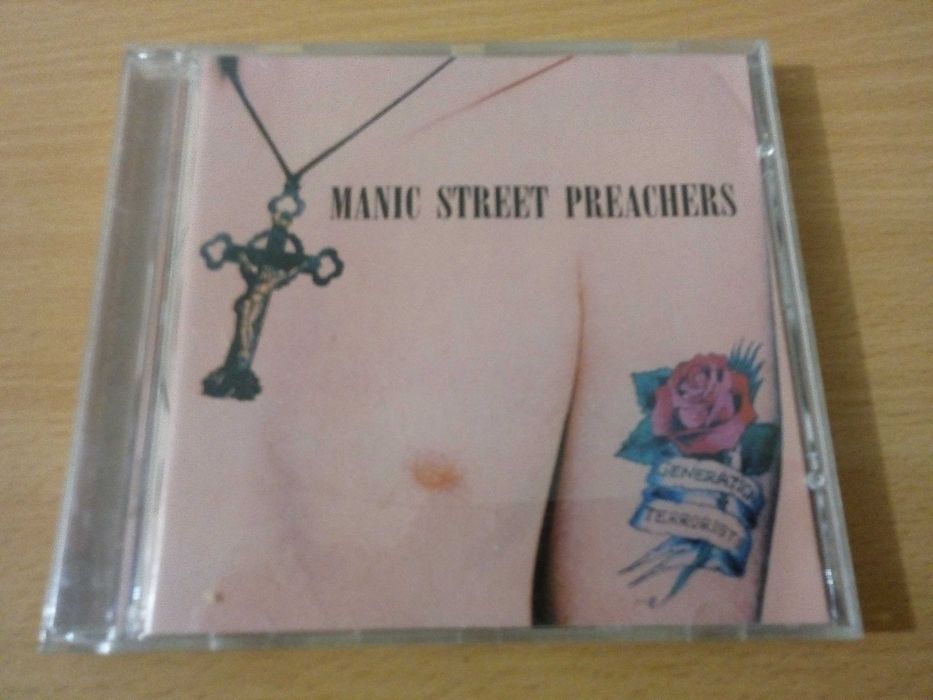 MANIC STREET PREACHERS
GENERATION
TERRORISTS